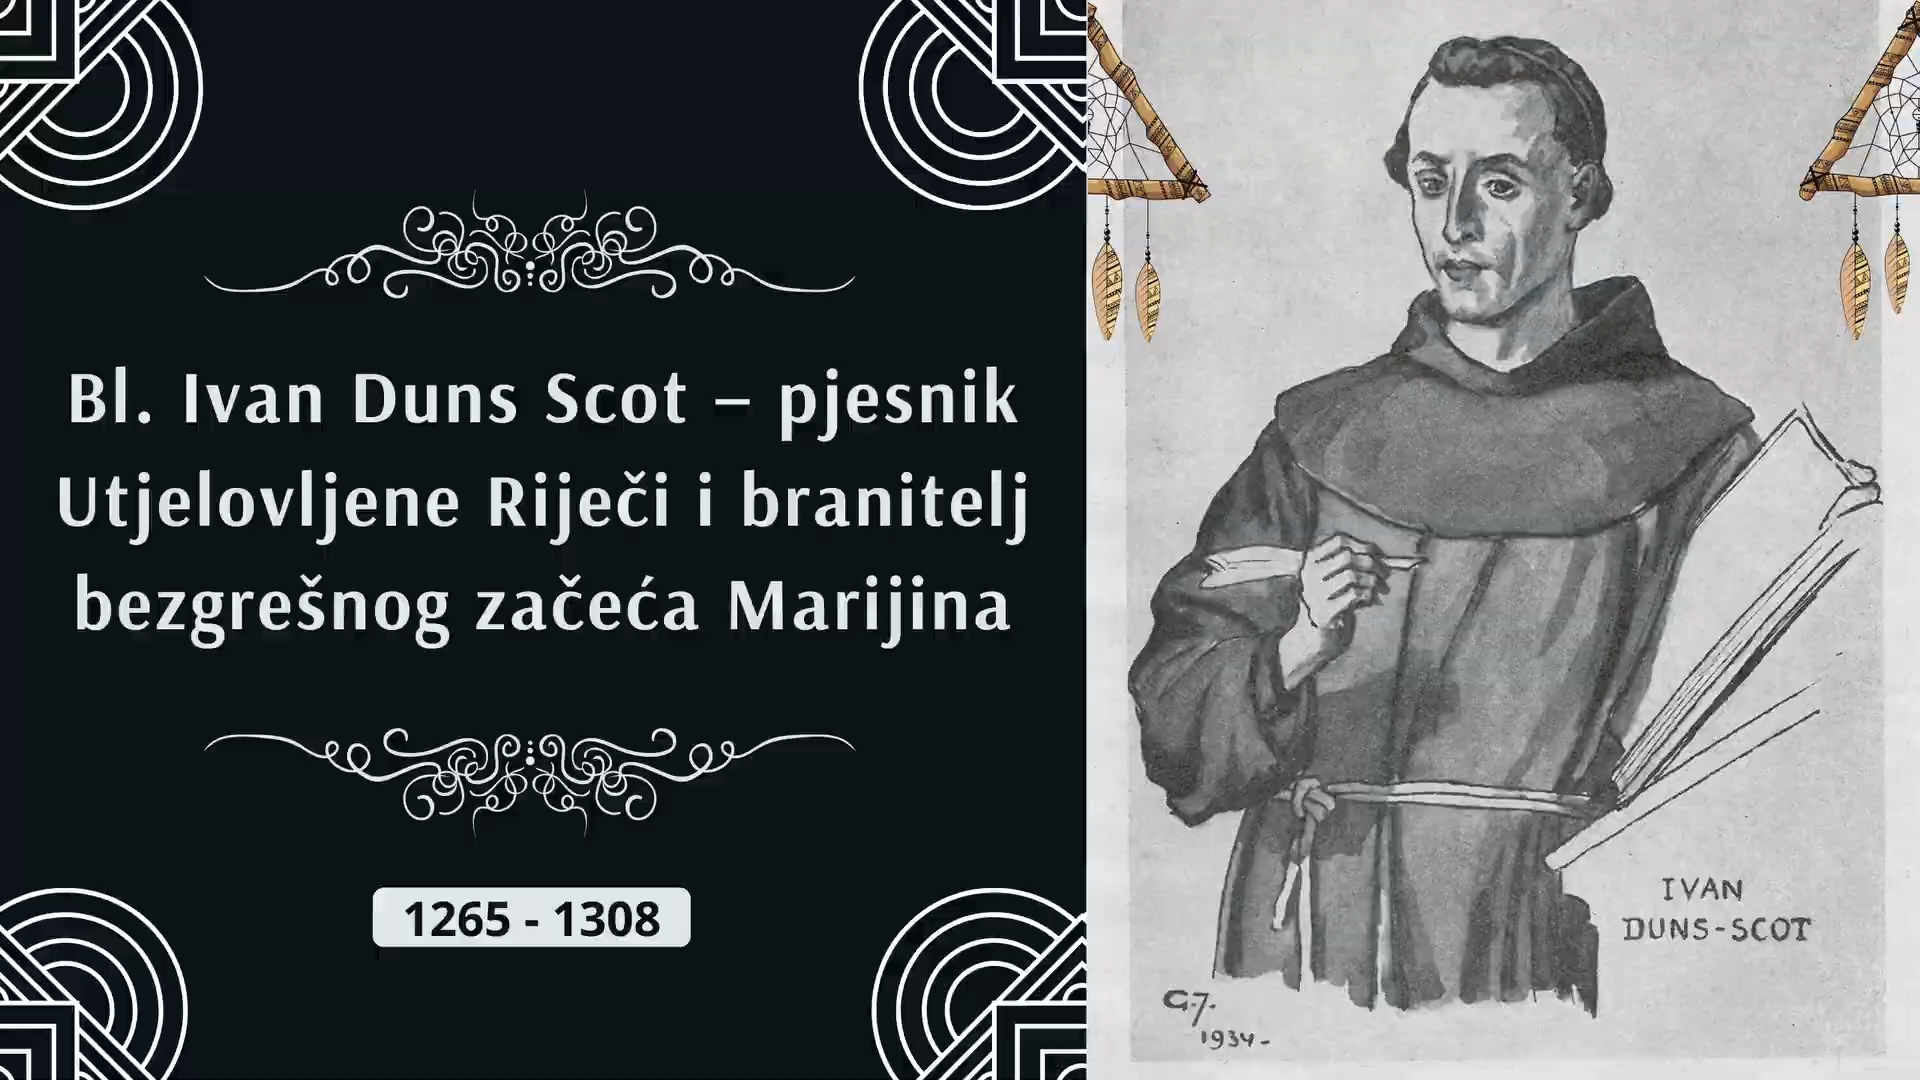 Bl. Ivan Duns Scot – pjesnik
Utjelovljene Riječi i branitelj
bezgrešnog začeća Marijina
1265 - 1308
IVAN
DUNS-SCOT
G.J.
1934-